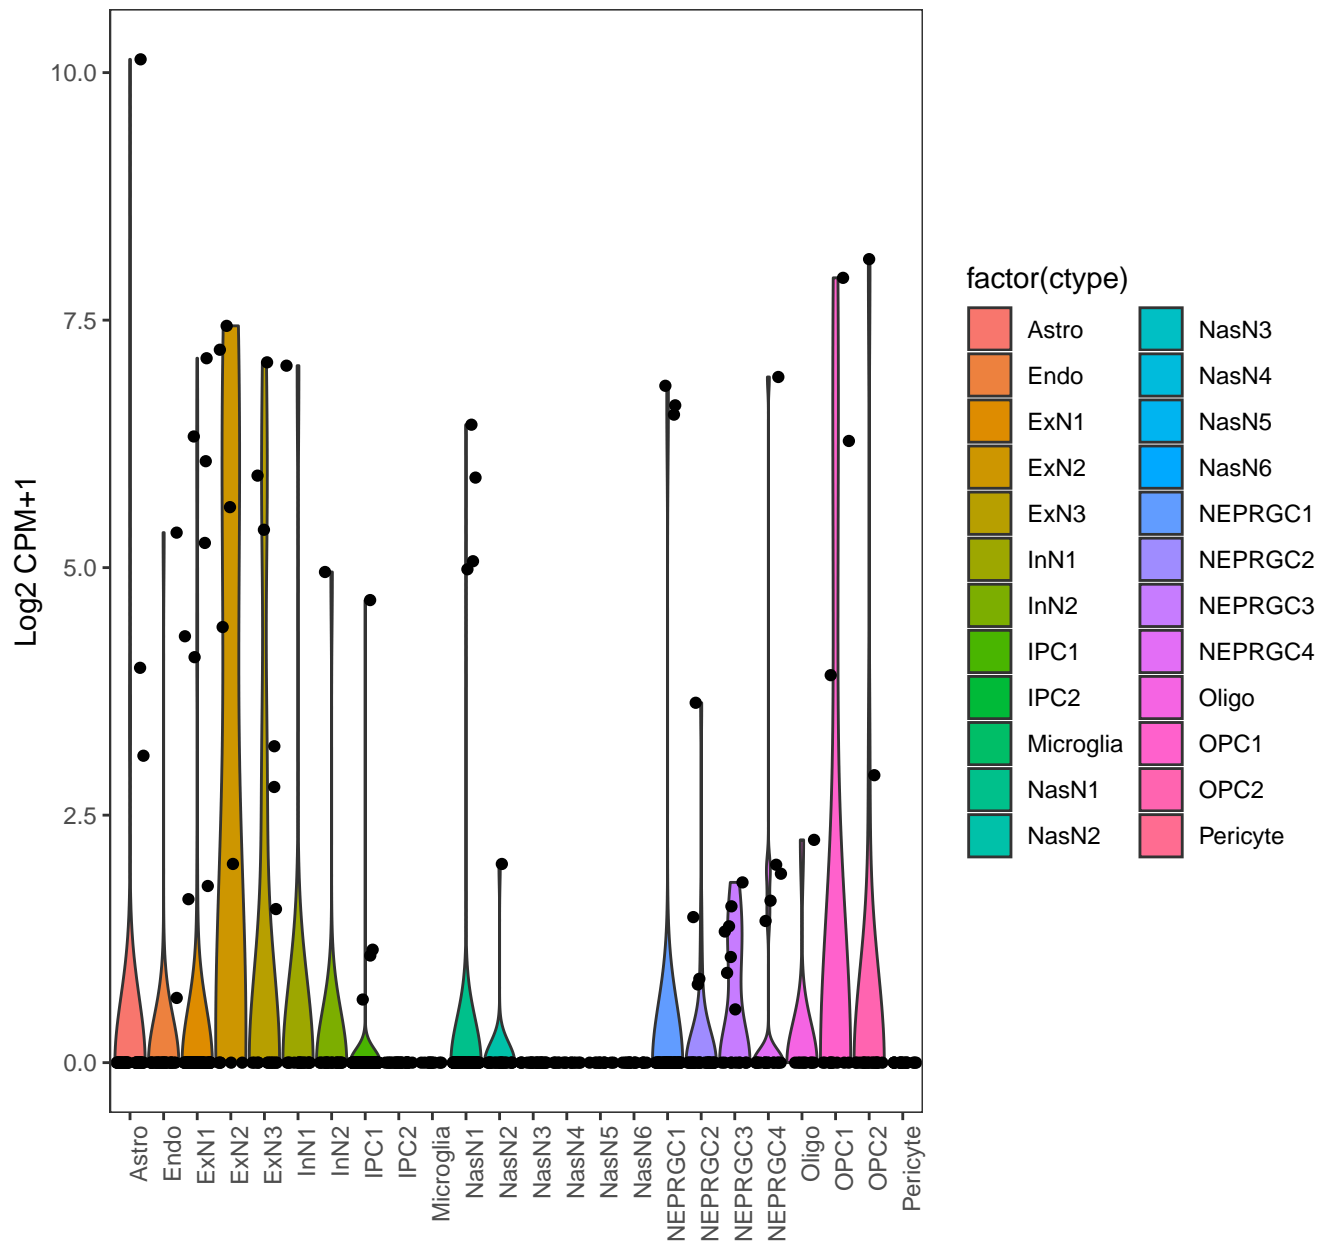 10.0
7.5
5.0
2.5
0.0
Log2 CPM+1
Astro
Endo
ExN1
ExN2
ExN3
InN1
InN2
IPC1
IPC2
Microglia
NasN1
NasN2
NasN3
NasN4
NasN5
NasN6
NEPRGC1
NEPRGC2
NEPRGC3
NEPRGC4
Oligo
OPC1
OPC2
Pericyte
factor(ctype)
Astro
Endo
ExN1
ExN2
ExN3
InN1
InN2
IPC1
IPC2
Microglia
NasN1
NasN2
NasN3
NasN4
NasN5
NasN6
NEPRGC1
NEPRGC2
NEPRGC3
NEPRGC4
Oligo
OPC1
OPC2
Pericyte